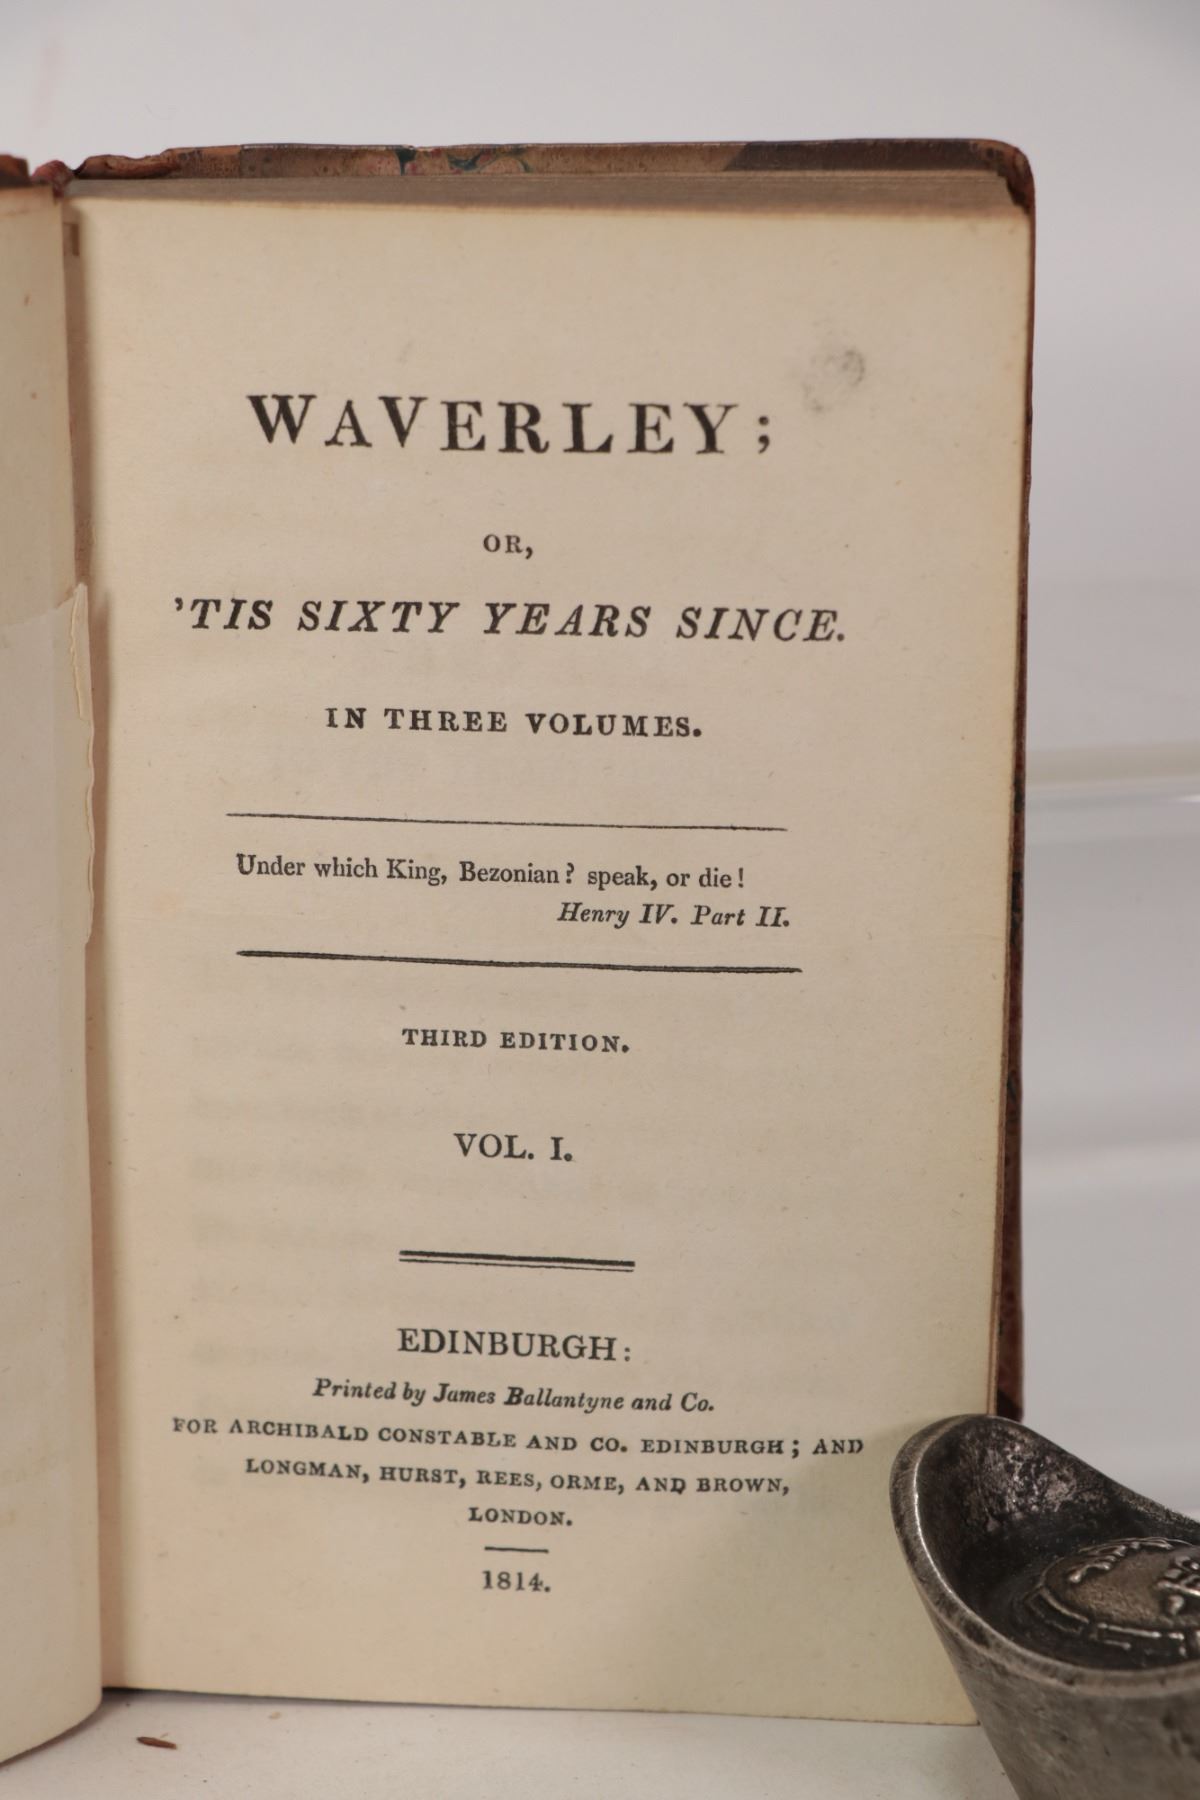 WAVERLEY;
OR,
'TIS SIXTY YEARS SINCE.
IN THREE VOLUMES.
Under which King, Bezonian? speak, or die!
Henry IV. Part II.
THIRD EDITION.
VOL. I.
EDINBURGH:
Printed by James Ballantyne and Co.
FOR ARCHIBALD CONSTABLE AND CO. EDINBURGH; AND
LONGMAN, HURST, REES, ORME, AND BROWN,
LONDON.
1814.